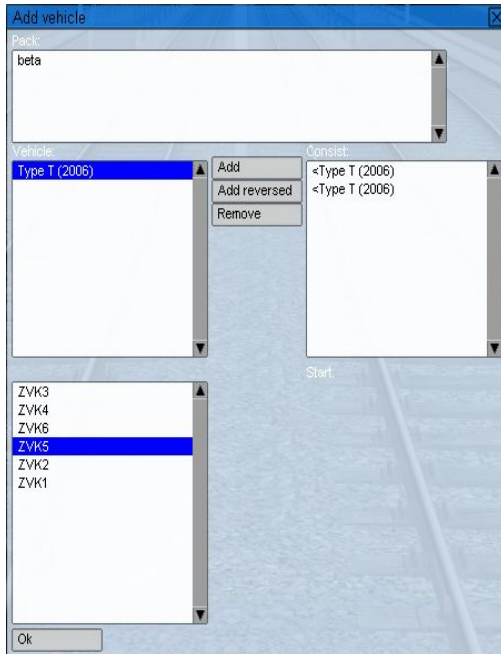 Add vehicle
Pack:
beta
Vehicle:
Type T (2006)
Add
Add reversed
Remove
Consist:
<Type T (2006)
<Type T (2006)
Start:
ZVK3
ZVK4
ZVK6
ZVK5
ZVK2
ZVK1
Ok